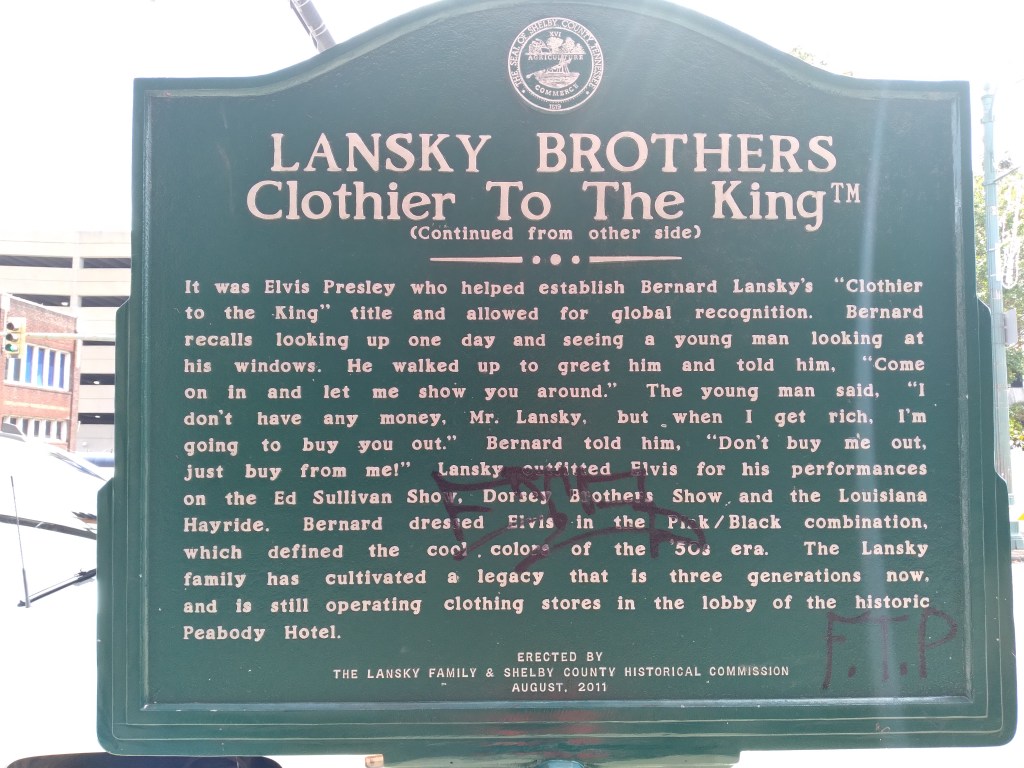 THE SEAL OF SHELBY COUNTY TENNESSEE
XVI
AGRICULTURE
COMMERCE
1819
LANSKY BROTHERS
Clothier To The King™
(Continued from other side)
It was Elvis Presley who helped establish Bernard Lansky's "Clothier
to the King" title and allowed for global recognition. Bernard
recalls looking up one day and seeing a young man looking at
his windows. He walked up to greet him and told him, "Come
on in and let me show you around." The young man said, "I
don't have any money, Mr. Lansky, but when I get rich, I'm
going to buy you out." Bernard told him, "Don't buy me out,
just buy from me!" Lansky outfitted Elvis for his performances
on the Ed Sullivan Show, Dorsey Brothers Show and the Louisiana
Hayride. Bernard dressed Elvis in the Pink/Black combination,
which defined the cool colors of the '50s era. The Lansky
family has cultivated a legacy that is three generations now,
and is still operating clothing stores in the lobby of the historic
Peabody Hotel.
ERECTED BY
THE LANSKY FAMILY & SHELBY COUNTY HISTORICAL COMMISSION
AUGUST, 2011
F.T.P